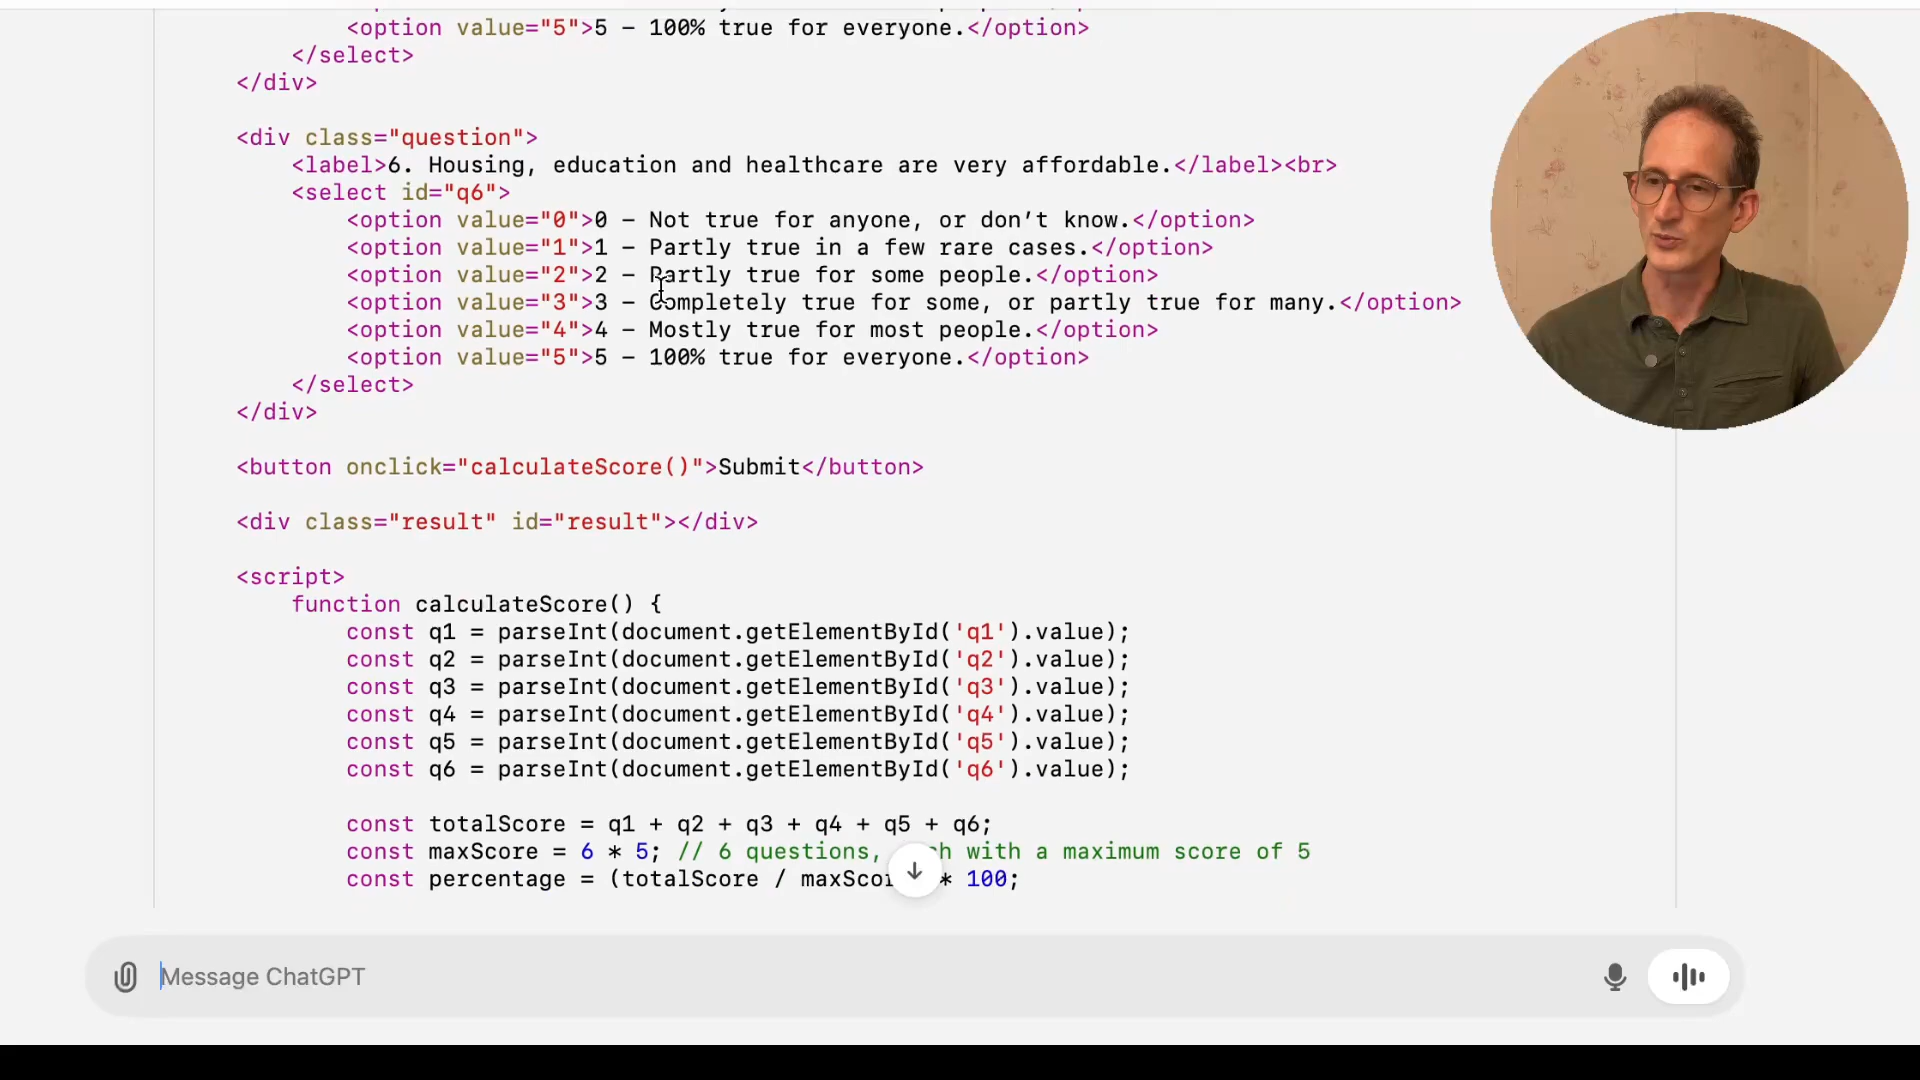 <option value="5">5 – 100% true for everyone.</option>
</select>
</div>
<div class="question">
<label>6. Housing, education and healthcare are very affordable.</label><br>
<select id="q6">
<option value="0">0 – Not true for anyone, or don’t know.</option>
<option value="1">1 – Partly true in a few rare cases.</option>
<option value="2">2 – Partly true for some people.</option>
<option value="3">3 – Completely true for some, or partly true for many.</option>
<option value="4">4 – Mostly true for most people.</option>
<option value="5">5 – 100% true for everyone.</option>
</select>
</div>
<button onclick="calculateScore()">Submit</button>
<div class="result" id="result"></div>
<script>
function calculateScore() {
const q1 = parseInt(document.getElementById('q1').value);
const q2 = parseInt(document.getElementById('q2').value);
const q3 = parseInt(document.getElementById('q3').value);
const q4 = parseInt(document.getElementById('q4').value);
const q5 = parseInt(document.getElementById('q5').value);
const q6 = parseInt(document.getElementById('q6').value);
const totalScore = q1 + q2 + q3 + q4 + q5 + q6;
const maxScore = 6 * 5; // 6 questions, with a maximum score of 5
const percentage = (totalScore / * 100;
Message ChatGPT